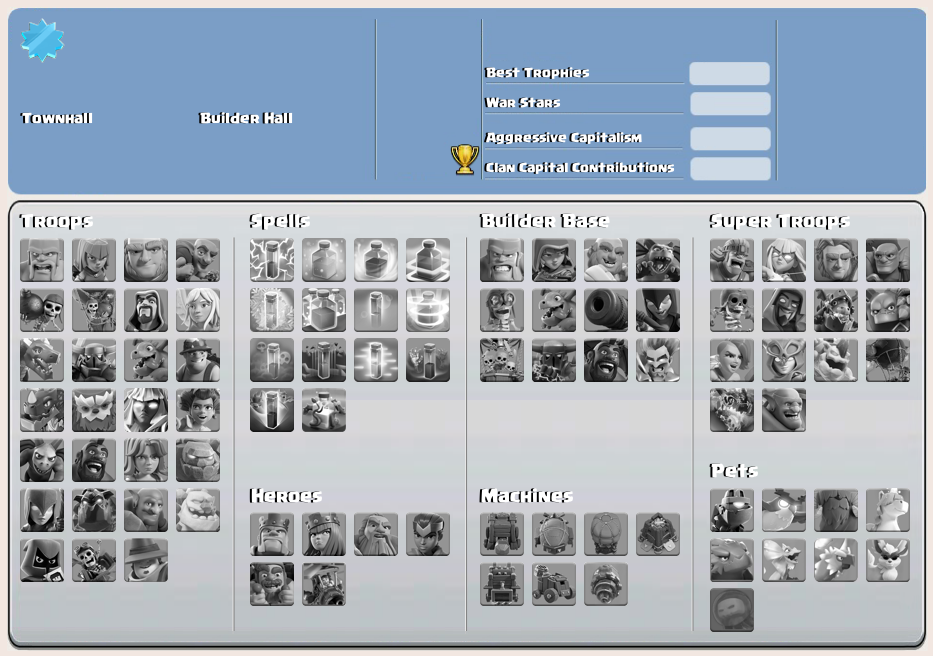 Best Trophies
War Stars
Townhall
Builder Hall
Aggressive Capitalism
Clan Capital Contributions
Troops
Spells
Builder Base
Super Troops
Pets
Heroes
Machines